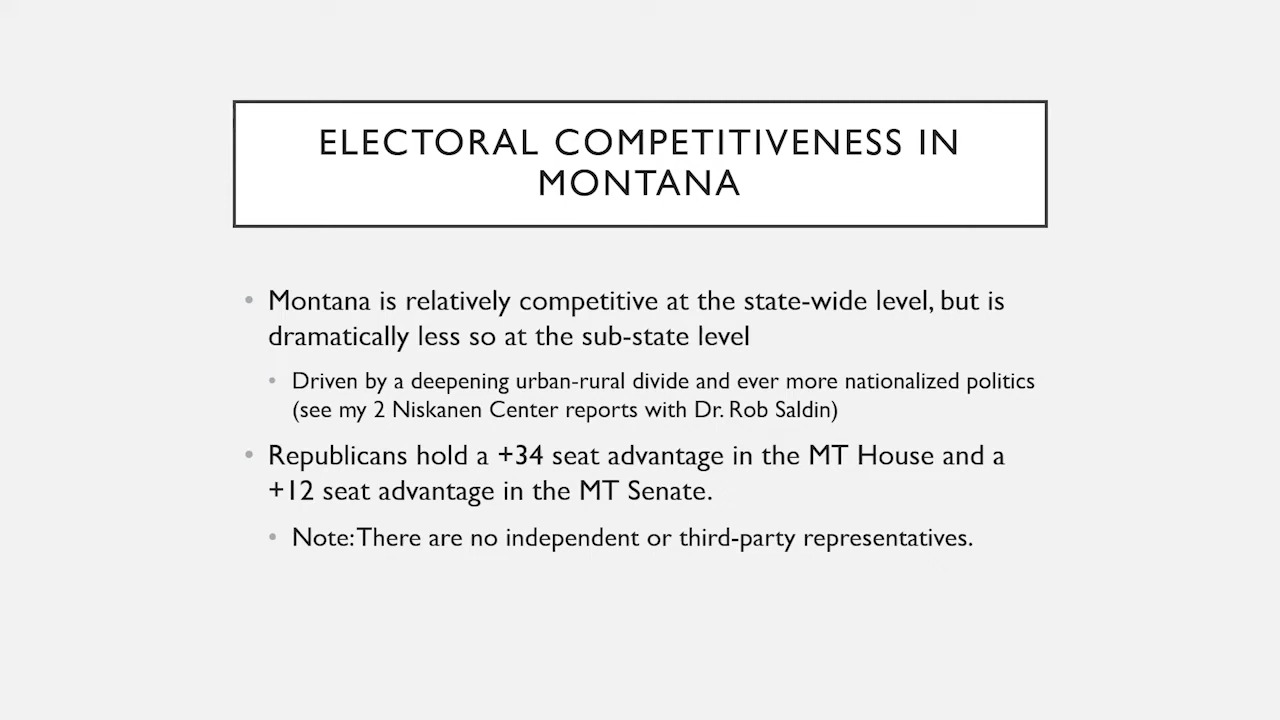 ELECTORAL COMPETITIVENESS IN
MONTANA
• Montana is relatively competitive at the state-wide level, but is
dramatically less so at the sub-state level
• Driven by a deepening urban-rural divide and ever more nationalized politics
(see my 2 Niskanen Center reports with Dr. Rob Saldin)
• Republicans hold a +34 seat advantage in the MT House and a
+12 seat advantage in the MT Senate.
• Note: There are no independent or third-party representatives.